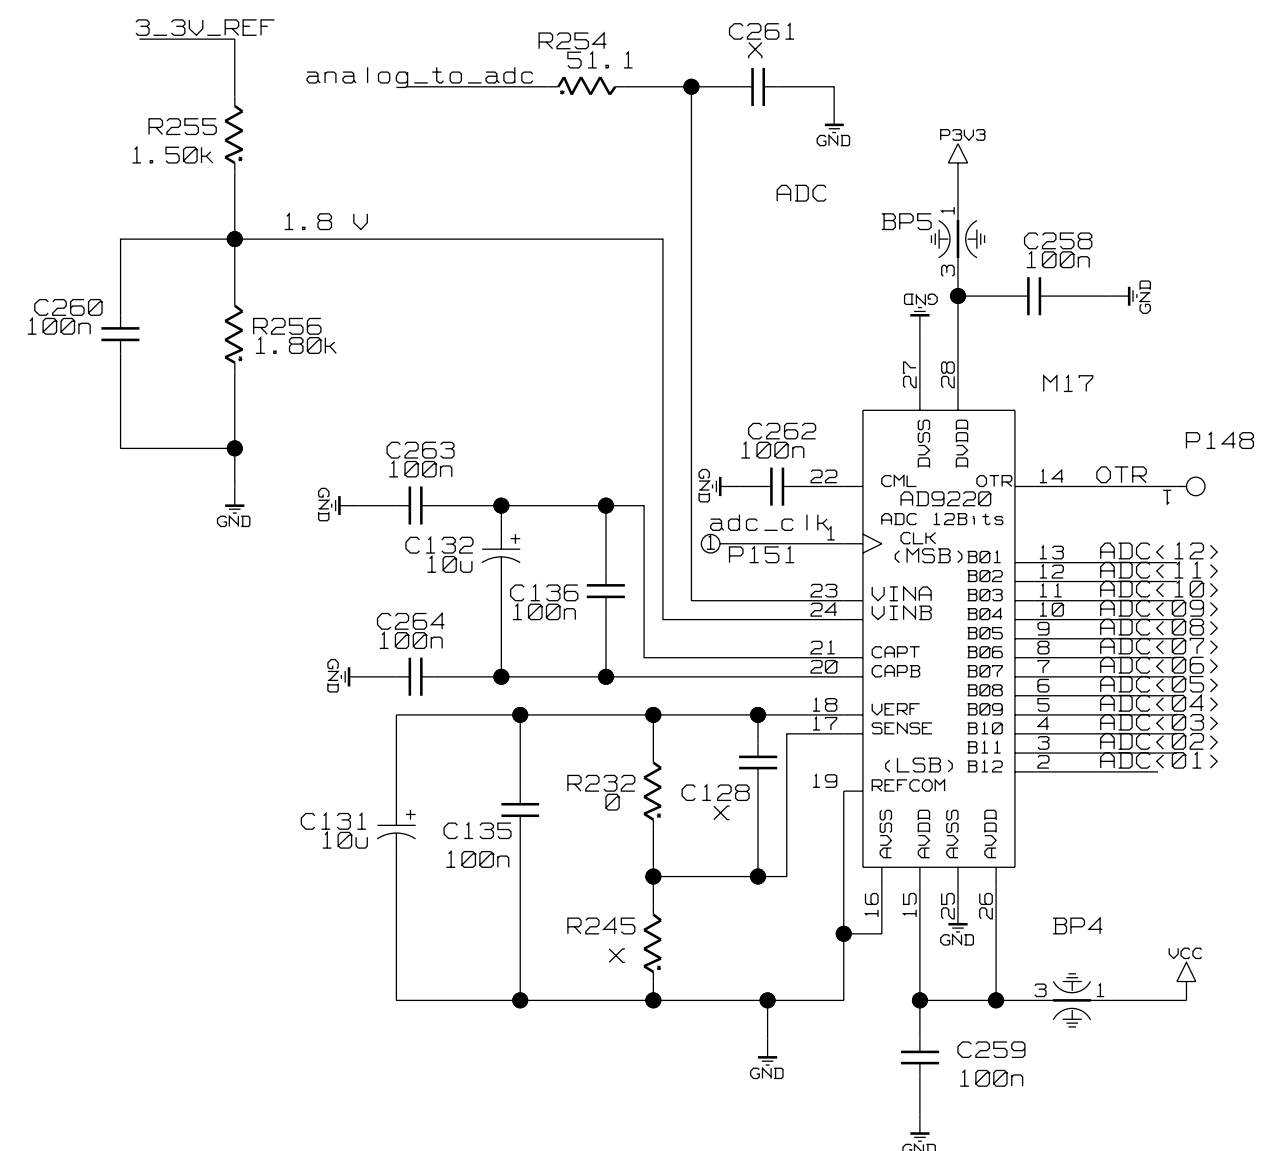 3_3V_REF
R254
51.1
C261
X
analog_to_adc
GND
R255
1.50k
P3V3
ADC
1.8 V
BP5
1
3
C258
100n
GND
GND
C260
100n
R256
1.80k
27
28
M17
GND
C263
100n
GND
C262
100n
GND
22
CML
DVSS
DVDD
OTR
14
OTR
1
P148
AD9220
ADC 12Bits
adc_clk
1
1
P151
CLK
(MSB)
C132
+
10u
C136
100n
C264
100n
GND
23
VINA
24
VINB
21
CAPT
20
CAPB
18
VERF
17
SENSE
(LSB)
19
REFCOM
B01
13
ADC<12>
B02
12
ADC<11>
B03
11
ADC<10>
B04
10
ADC<09>
B05
9
ADC<08>
B06
8
ADC<07>
B07
7
ADC<06>
B08
6
ADC<05>
B09
5
ADC<04>
B10
4
ADC<03>
B11
3
ADC<02>
B12
2
ADC<01>
R232
0
C128
X
C131
+
10u
C135
100n
AVSS
AVDD
AVSS
AVDD
16
15
25
26
GND
R245
X
BP4
3
1
VCC
GND
C259
100n
GND